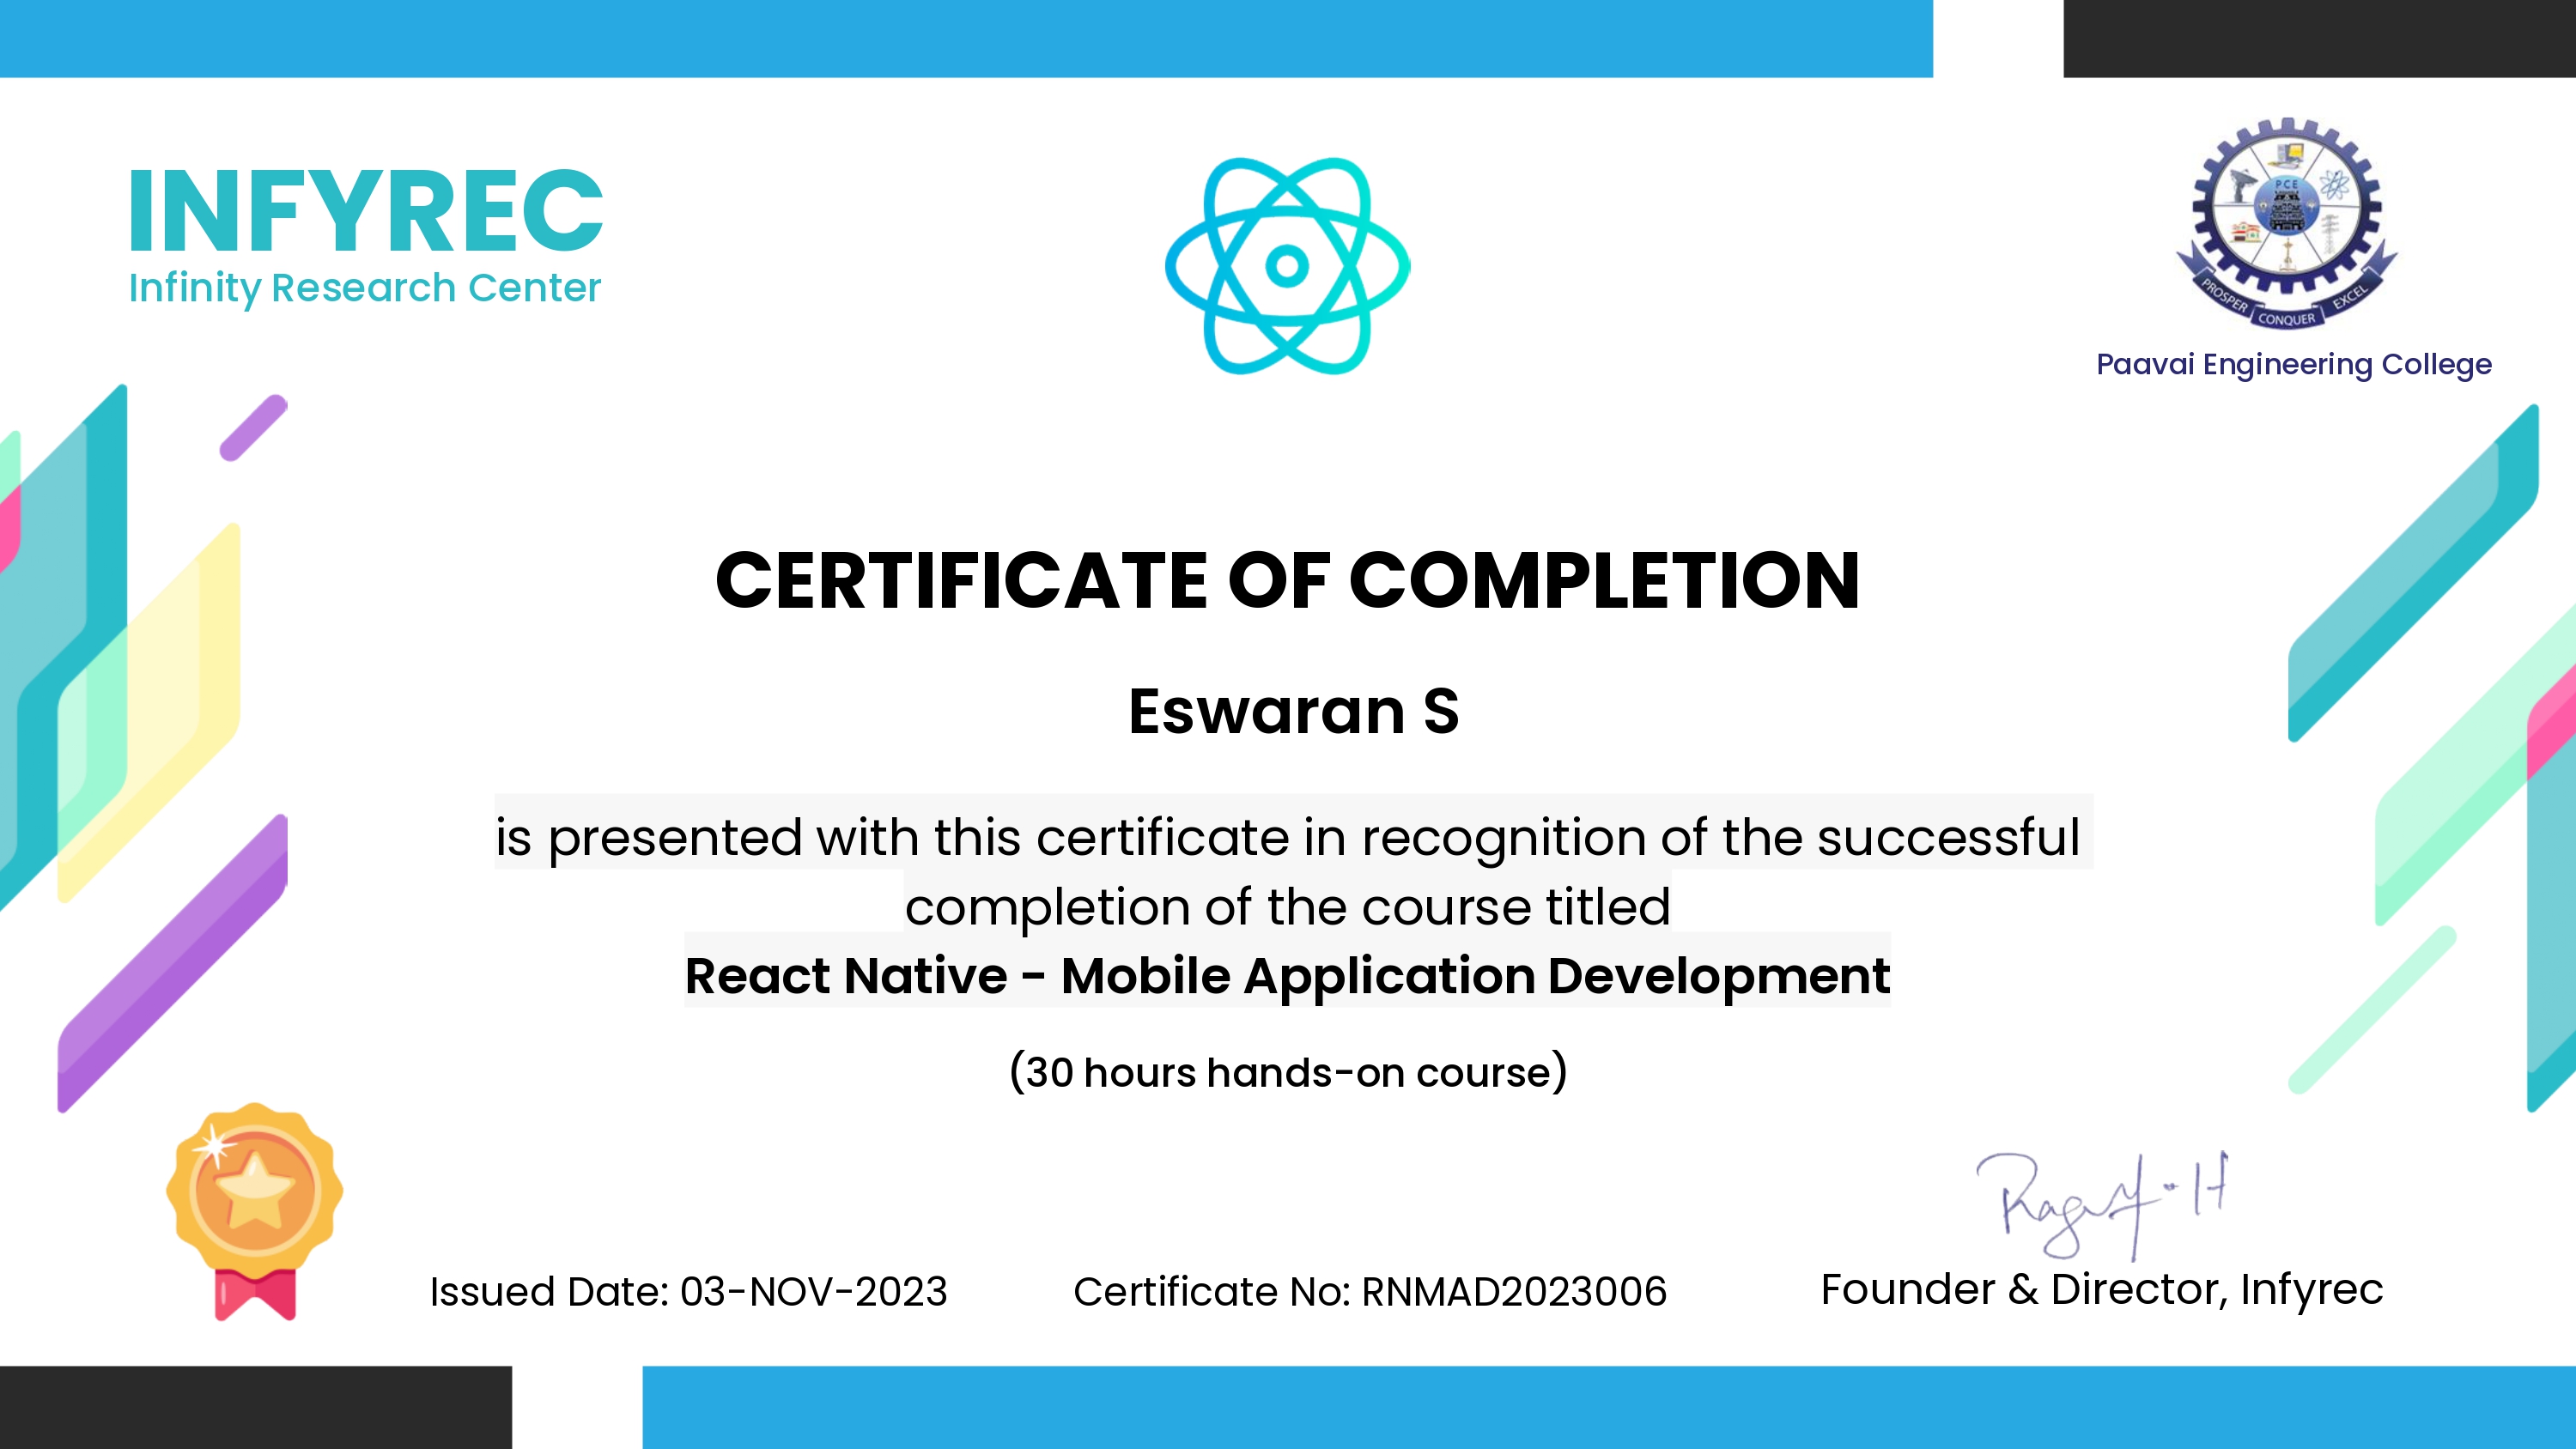 INFYREC
Infinity Research Center
PCE
PROSPER CONQUER EXCEL
Paavai Engineering College
CERTIFICATE OF COMPLETION
Eswaran S
is presented with this certificate in recognition of the successful
completion of the course titled
React Native - Mobile Application Development
(30 hours hands-on course)
Issued Date: 03-NOV-2023
Certificate No: RNMAD2023006
Founder & Director, Infyrec